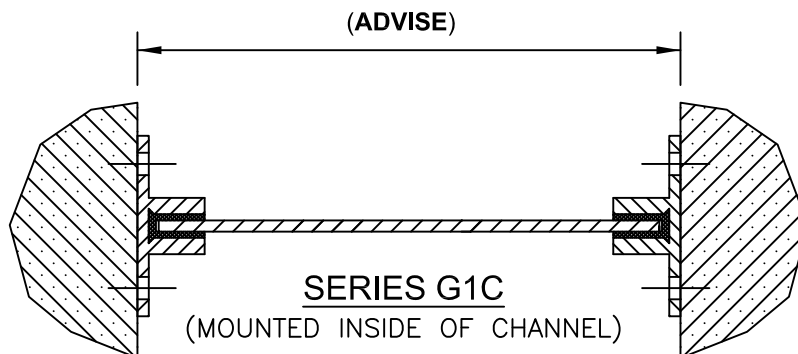 (ADVISE)
SERIES G1C
(MOUNTED INSIDE OF CHANNEL)